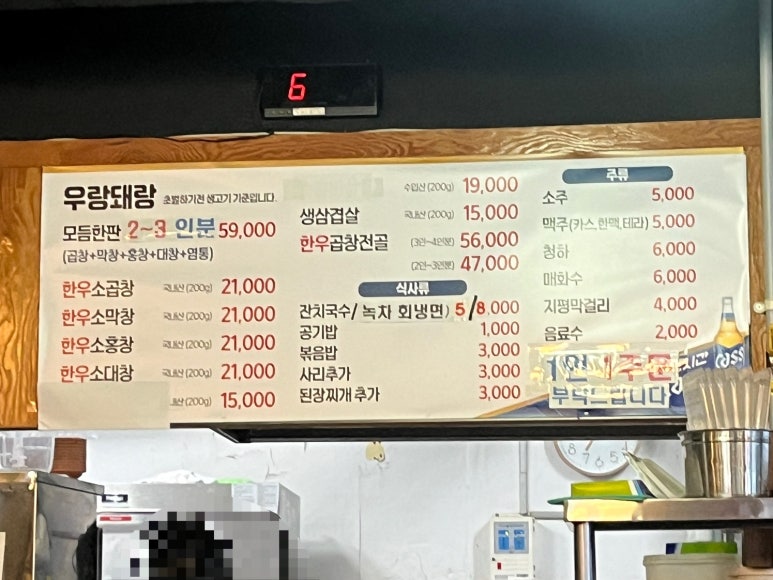 6
우랑돼랑 초벌하기전 생고기 기준입니다.
모듬한판 2~3 인분 59,000
(곱창+막창+홍창+대창+염통)
한우소곱창 국내산(200g) 21,000
한우소막창 국내산(200g) 21,000
한우소홍창 국내산(200g) 21,000
한우소대창 국내산(200g) 21,000
(200g) 15,000
수입산(200g) 19,000
생삼겹살 국내산(200g) 15,000
한우곱창전골 (3인~4인분) 56,000
(2인~3인분) 47,000
식사류
잔치국수/ 녹차 회냉면) 5/8,000
공기밥 1,000
볶음밥 3,000
사리추가 3,000
된장찌개 추가 3,000
주류
소주 5,000
맥주(카스,한맥,테라) 5,000
청하 6,000
매화수 6,000
지평막걸리 4,000
음료수 2,000
부탁드립니다
cass
8 7 6 5